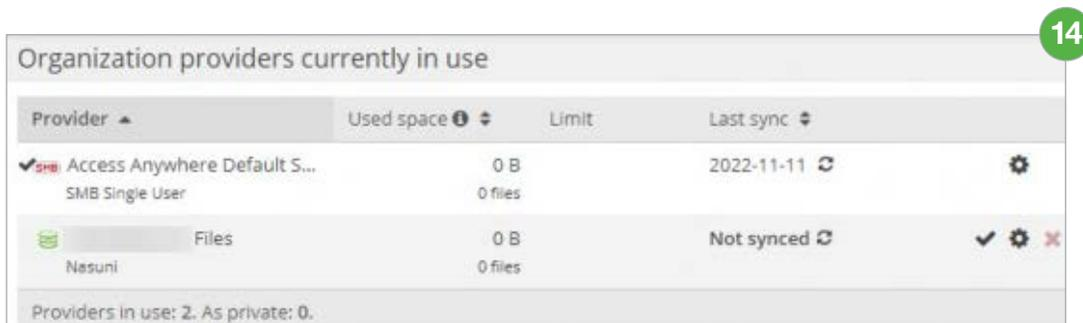 14
Organization providers currently in use
Provider Used space Limit Last sync
SMB Access Anywhere Default S... 0 B 2022-11-11
SMB Single User 0 files
Files 0 B Not synced
Nasuni 0 files
Providers in use: 2. As private: 0.